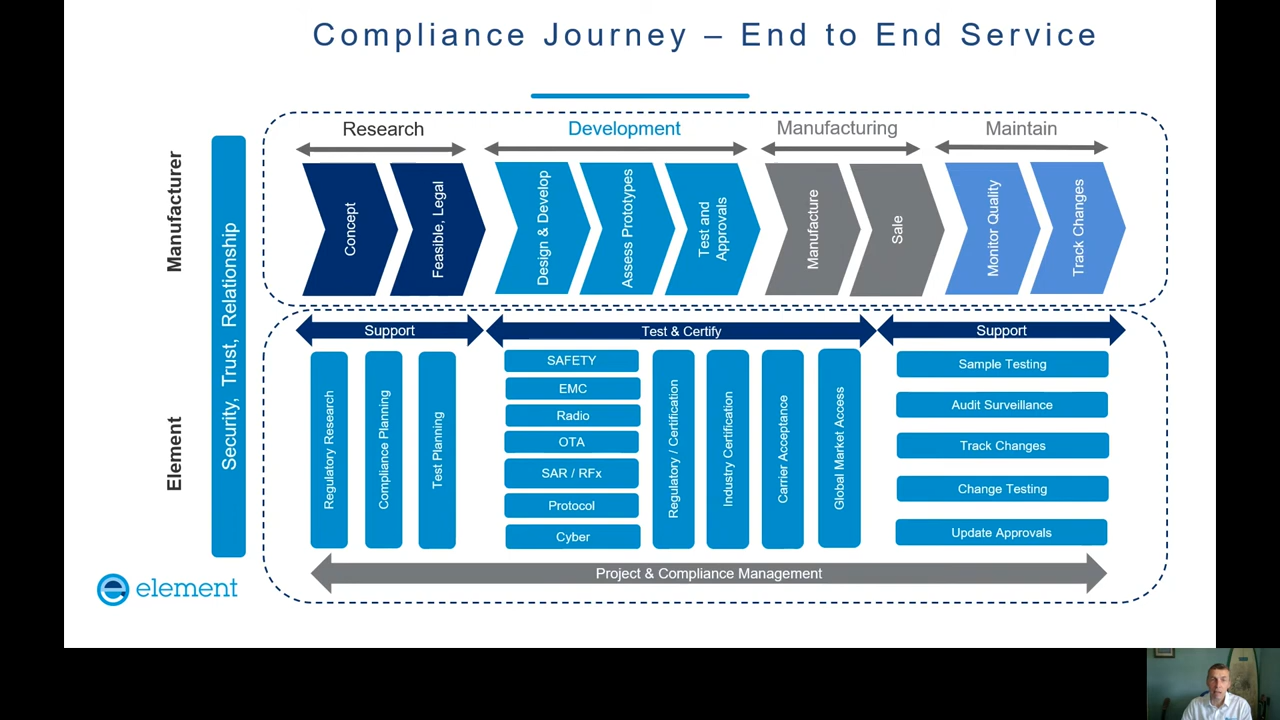 Compliance Journey – End to End Service
Manufacturer
Element
Security, Trust, Relationship
Research
Development
Manufacturing
Maintain
Concept
Feasible, Legal
Design & Develop
Assess Prototypes
Test and
Approvals
Manufacture
Sale
Monitor Quality
Track Changes
Support
Test & Certify
Support
Regulatory Research
Compliance Planning
Test Planning
SAFETY
EMC
Radio
OTA
SAR / RFx
Protocol
Cyber
Regulatory / Certification
Industry Certification
Carrier Acceptance
Global Market Access
Sample Testing
Audit Surveillance
Track Changes
Change Testing
Update Approvals
Project & Compliance Management
element